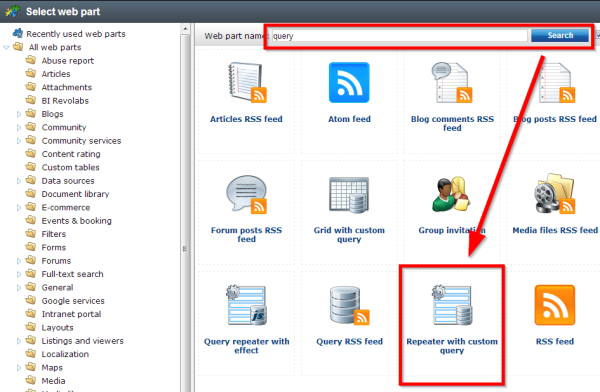 Select web part
Recently used web parts
All web parts
Abuse report
Articles
Attachments
BI Revolabs
Blogs
Community
Community services
Content rating
Custom tables
Data sources
Document library
E-commerce
Events & booking
Filters
Forms
Forums
Full-text search
General
Google services
Intranet portal
Layouts
Listings and viewers
Localization
Maps
Media
Web part name:
query
Search
Articles RSS feed
Atom feed
Blog comments RSS
feed
Blog posts RSS
feed
Forum posts RSS
feed
Grid with custom
query
Group invitation
Media files RSS
feed
Query repeater with
effect
Query RSS feed
Repeater with custom
query
RSS feed